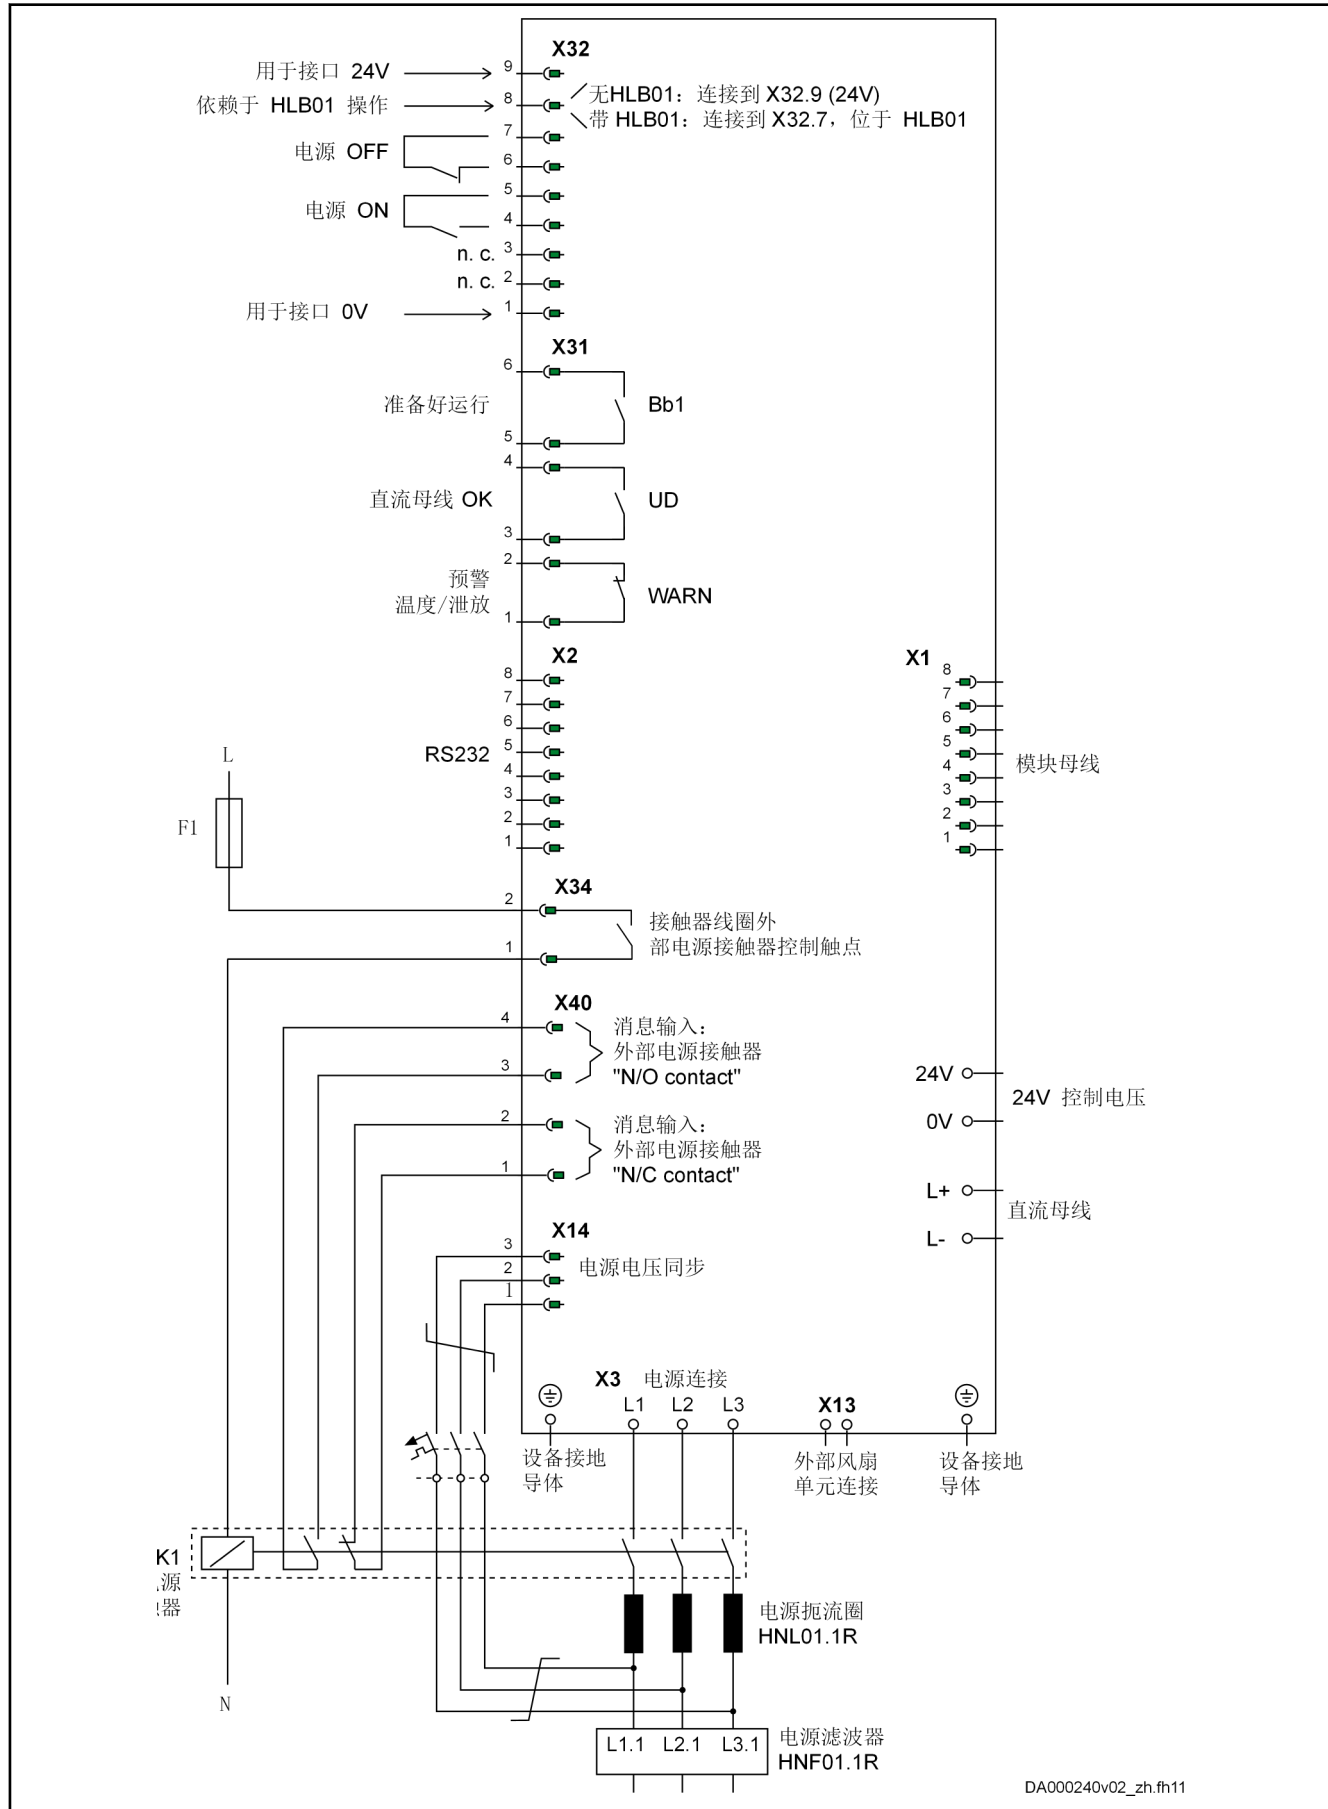 X32
用于接口 24V
9
依赖于 HLB01 操作
8
无HLB01：连接到 X32.9 (24V)
带 HLB01：连接到 X32.7，位于 HLB01
7
电源 OFF
6
5
电源 ON
4
n. c. 3
n. c. 2
用于接口 0V
1
X31
6
准备好运行
Bb1
5
4
直流母线 OK
UD
3
2
预警
温度/泄放
WARN
1
X2
8
7
6
RS232
5
4
3
2
1
X1
8
7
6
5
4
3
2
1
模块母线
L
F1
X34
2
1
接触器线圈外
部电源接触器控制触点
X40
4
3
消息输入：
外部电源接触器
"N/O contact"
2
1
消息输入：
外部电源接触器
"N/C contact"
24V
0V
24V 控制电压
L+
L-
直流母线
X14
3
2
1
电源电压同步
X3 电源连接
L1 L2 L3
X13
设备接地
导体
外部风扇
单元连接
设备接地
导体
K1
源
器
N
电源扼流圈
HNL01.1R
L1.1 L2.1 L3.1
电源滤波器
HNF01.1R
DA000240v02_zh.fh11